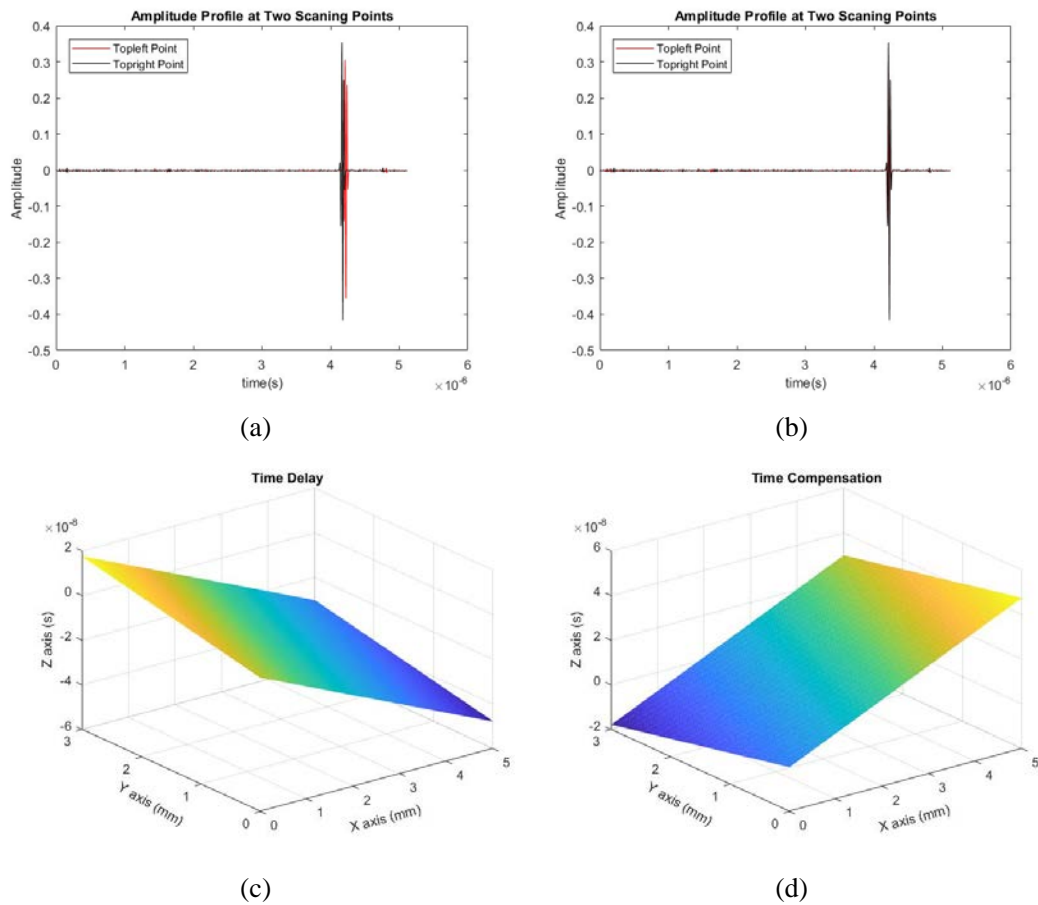 Amplitude Profile at Two Scaning Points
0.4
0.3
0.2
0.1
0
-0.1
-0.2
-0.3
-0.4
-0.5
Amplitude
Topleft Point
Topright Point
0 1 2 3 4 5 6
time(s)
×10⁻⁶
(a)
Amplitude Profile at Two Scaning Points
0.4
0.3
0.2
0.1
0
-0.1
-0.2
-0.3
-0.4
-0.5
Amplitude
Topleft Point
Topright Point
0 1 2 3 4 5 6
time(s)
×10⁻⁶
(b)
Time Delay
×10⁻⁸
2
0
-2
-4
-6
Z axis (s)
3 2 1 0
Y axis (mm)
0 1 2 3 4 5
X axis (mm)
(c)
Time Compensation
×10⁻⁸
6
4
2
0
-2
Z axis (s)
3 2 1 0
Y axis (mm)
0 1 2 3 4 5
X axis (mm)
(d)